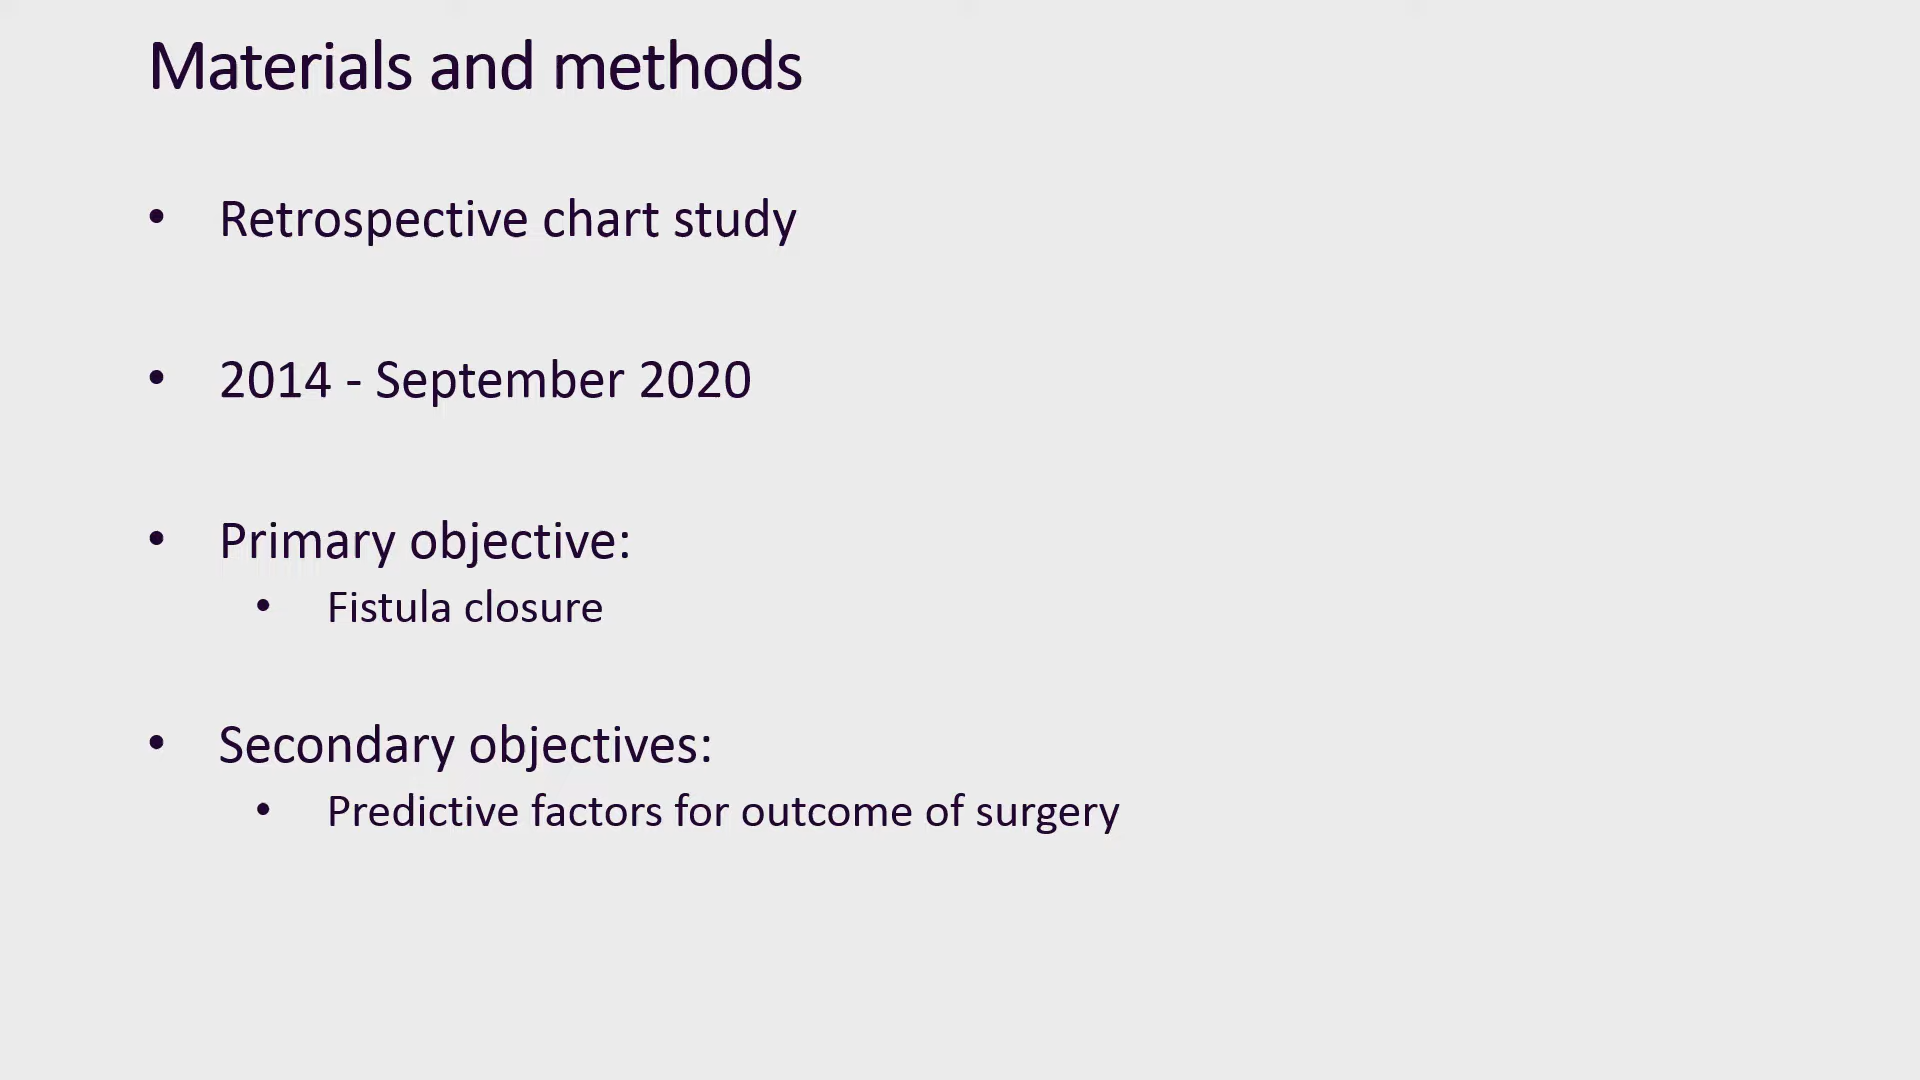 Materials and methods
• Retrospective chart study
• 2014 - September 2020
• Primary objective:
• Fistula closure
• Secondary objectives:
• Predictive factors for outcome of surgery